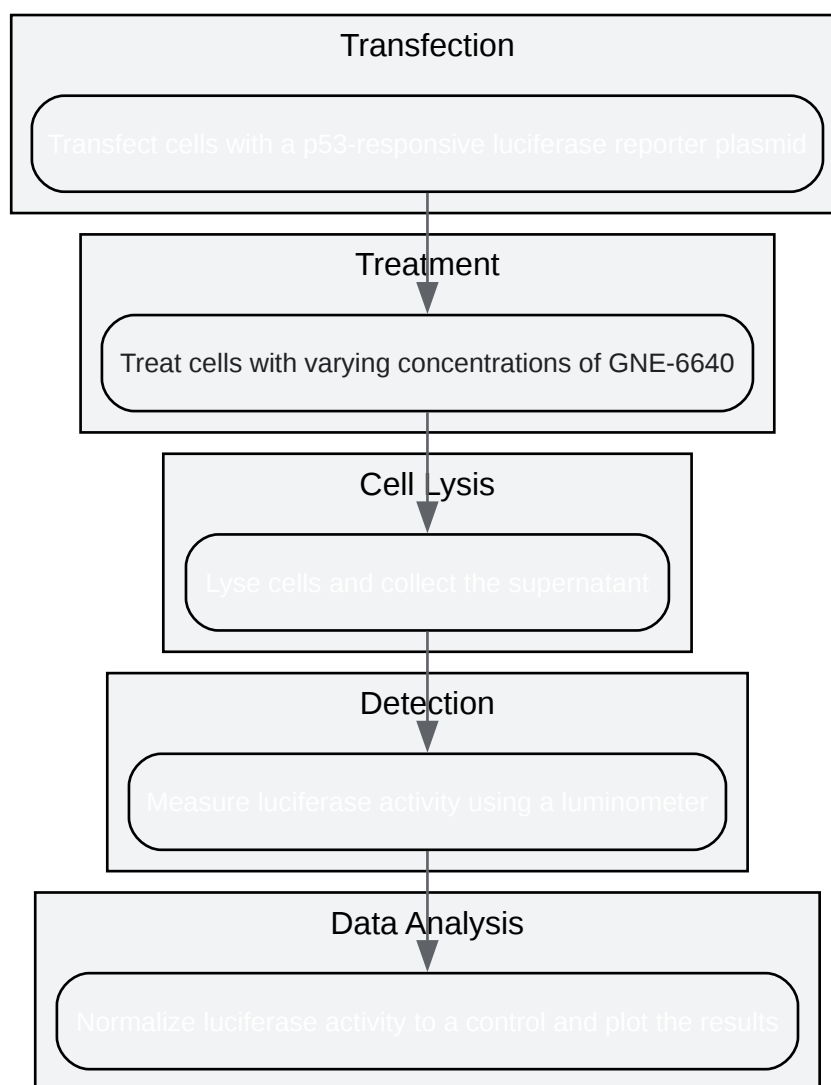 Transfection
Transfect cells with a p53-responsive luciferase reporter plasmid
Treatment
Treat cells with varying concentrations of GNE-6640
Cell Lysis
Lyse cells and collect the supernatant
Detection
Measure luciferase activity using a luminometer
Data Analysis
Normalize luciferase activity to a control and plot the results